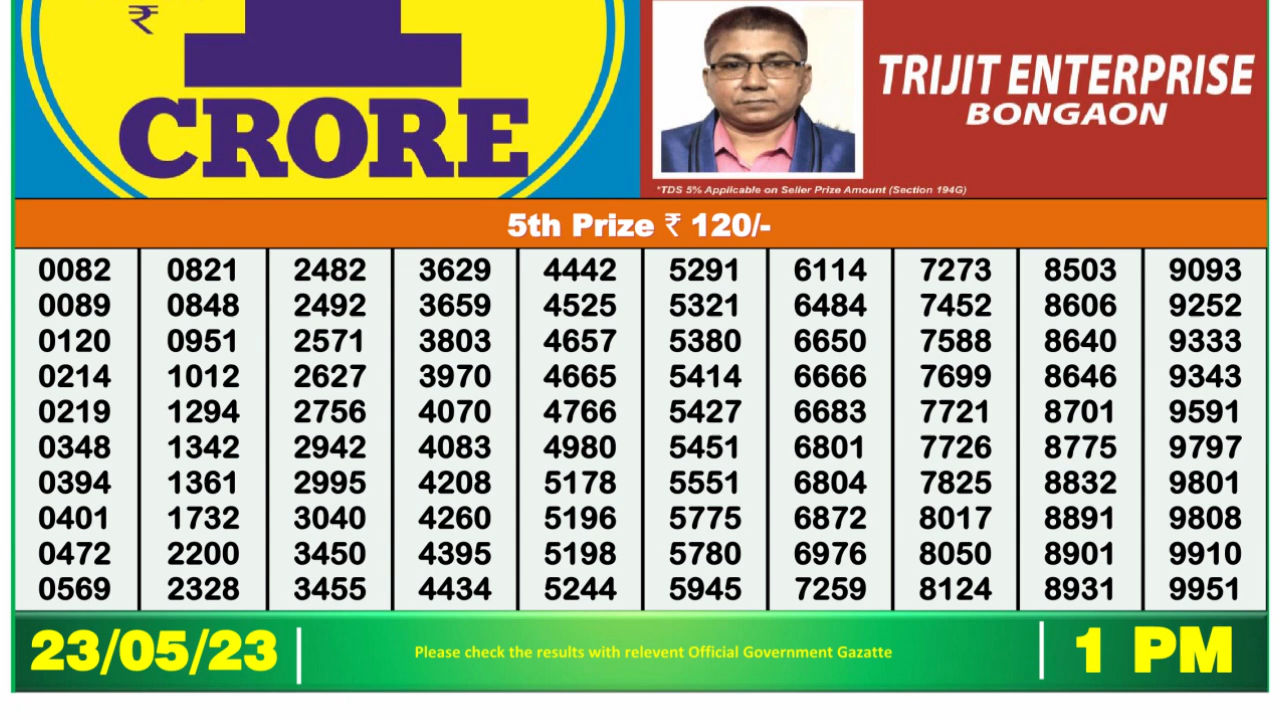 ₹
1
CRORE
TRIJIT ENTERPRISE
BONGAON
*TDS 5% Applicable on Seller Prize Amount (Section 194G)
5th Prize ₹ 120/-
0082 0821 2482 3629 4442 5291 6114 7273 8503 9093
0089 0848 2492 3659 4525 5321 6484 7452 8606 9252
0120 0951 2571 3803 4657 5380 6650 7588 8640 9333
0214 1012 2627 3970 4665 5414 6666 7699 8646 9343
0219 1294 2756 4070 4766 5427 6683 7721 8701 9591
0348 1342 2942 4083 4980 5451 6801 7726 8775 9797
0394 1361 2995 4208 5178 5551 6804 7825 8832 9801
0401 1732 3040 4260 5196 5775 6872 8017 8891 9808
0472 2200 3450 4395 5198 5780 6976 8050 8901 9910
0569 2328 3455 4434 5244 5945 7259 8124 8931 9951
23/05/23
Please check the results with relevent Official Government Gazatte
1 PM